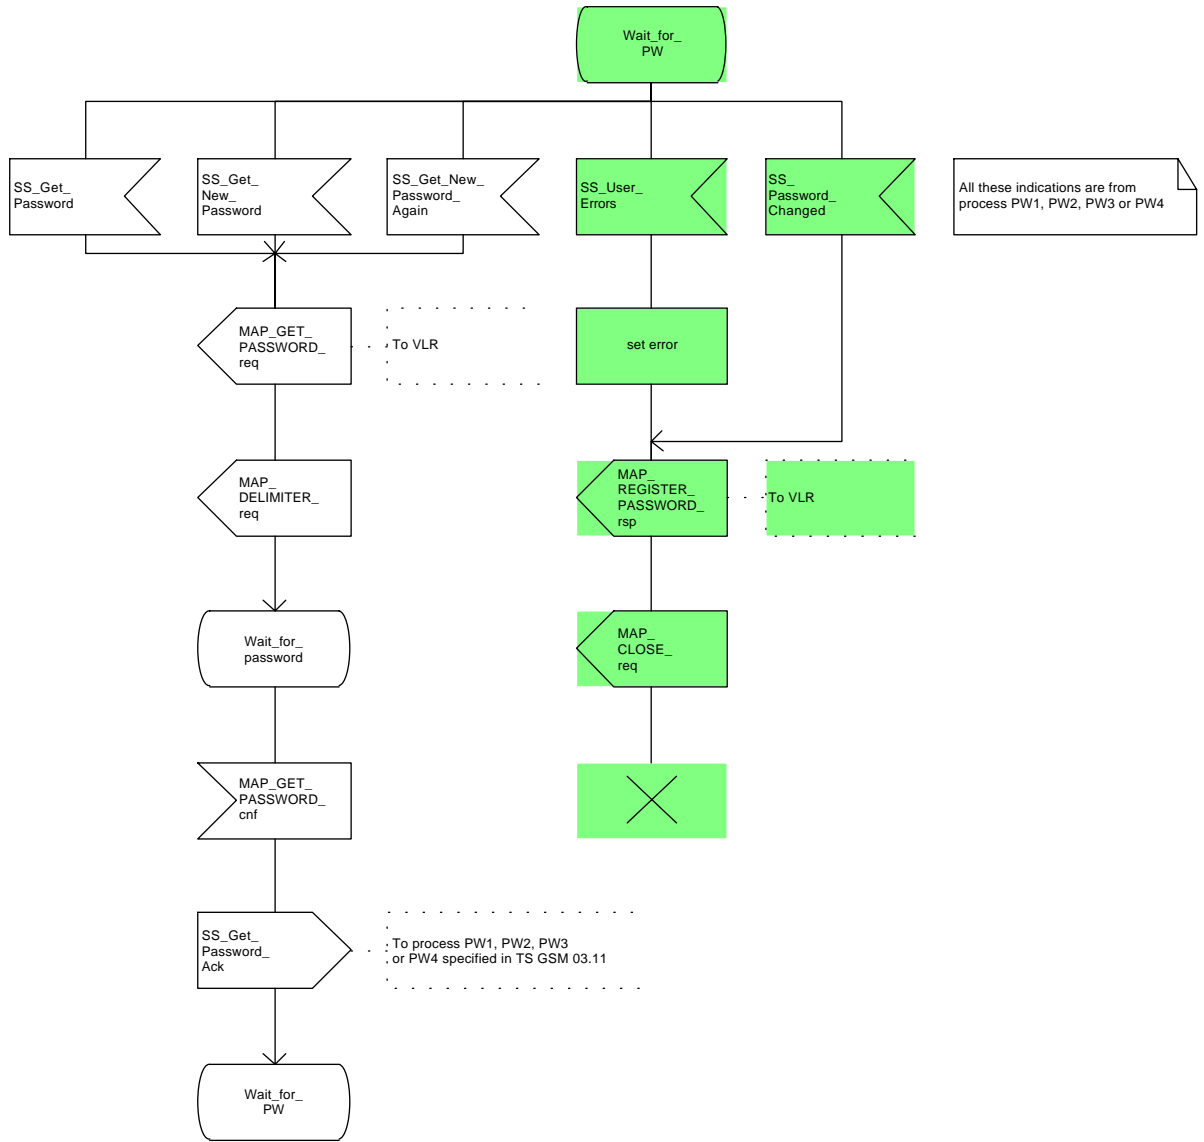 Wait_for_
PW
SS_Get_
Password
SS_Get_
New_
Password
SS_Get_New_
Password_
Again
SS_User_
Errors
SS_
Password_
Changed
All these indications are from
process PW1, PW2, PW3 or PW4
MAP_GET_
PASSWORD_
req
To VLR
set error
MAP_
DELIMITER_
req
MAP_
REGISTER_
PASSWORD_
rsp
To VLR
Wait_for_
password
MAP_
CLOSE_
req
MAP_GET_
PASSWORD_
cnf
SS_Get_
Password_
Ack
To process PW1, PW2, PW3
or PW4 specified in TS GSM 03.11
Wait_for_
PW